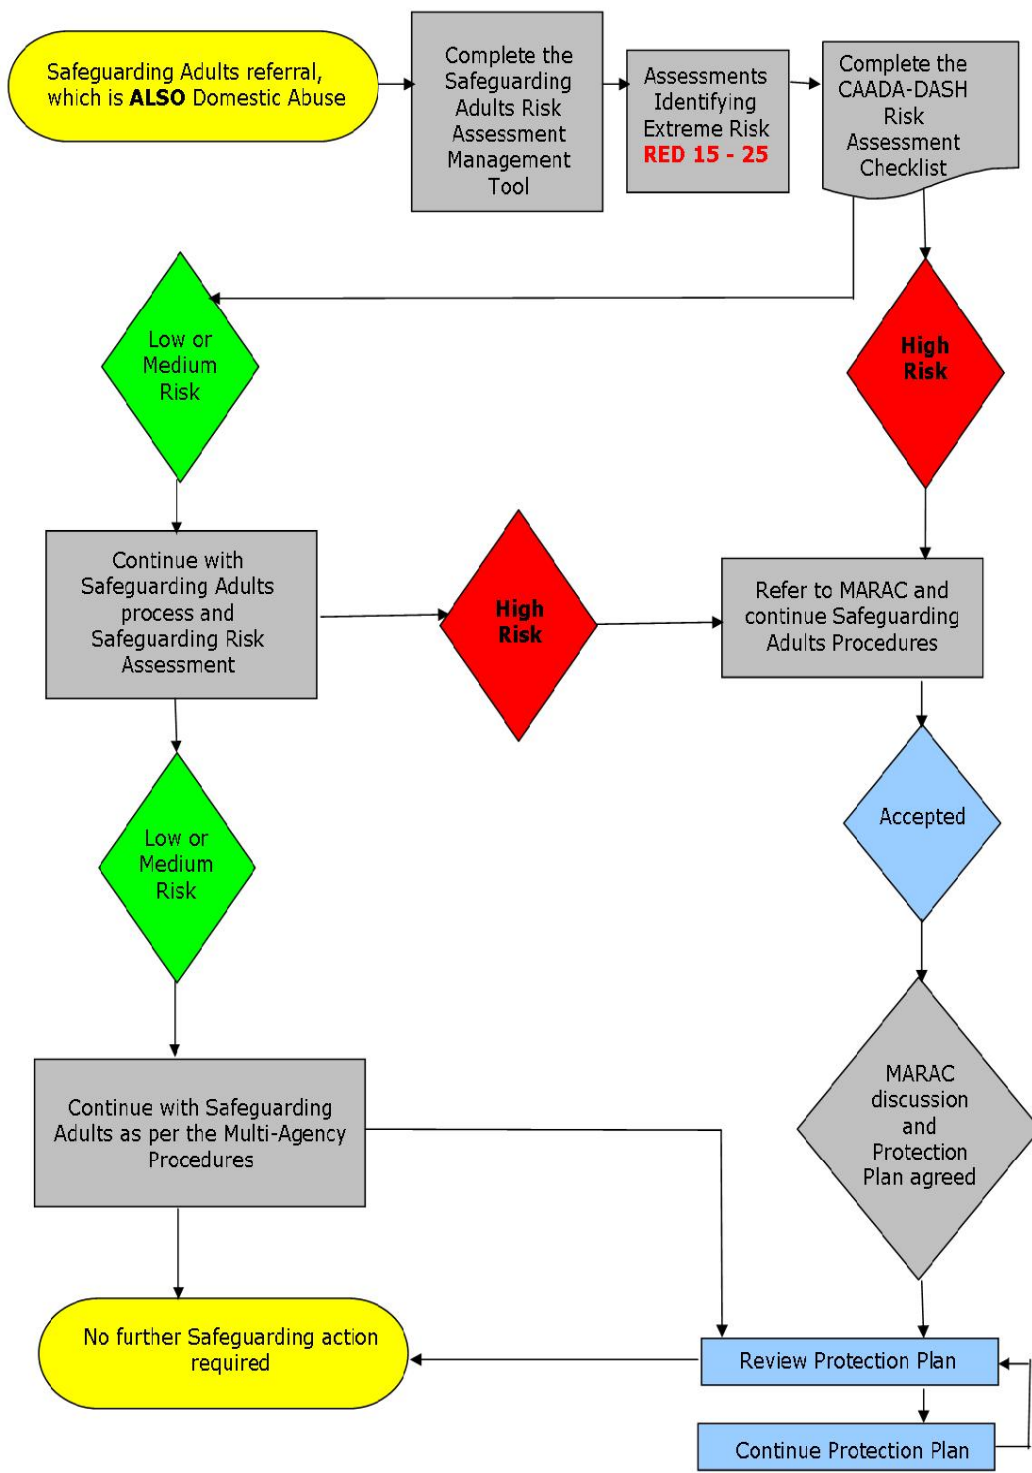 Safeguarding Adults referral,
which is ALSO Domestic Abuse
Complete the
Safeguarding
Adults Risk
Assessment
Management
Tool
Assessments
Identifying
Extreme Risk
RED 15 - 25
Complete the
CAADA-DASH
Risk
Assessment
Checklist
Low or
Medium
Risk
High
Risk
Continue with
Safeguarding Adults
process and
Safeguarding Risk
Assessment
High
Risk
Refer to MARAC and
continue Safeguarding
Adults Procedures
Low or
Medium
Risk
Accepted
Continue with Safeguarding
Adults as per the Multi-Agency
Procedures
MARAC
discussion
and
Protection
Plan agreed
No further Safeguarding action
required
Review Protection Plan
Continue Protection Plan